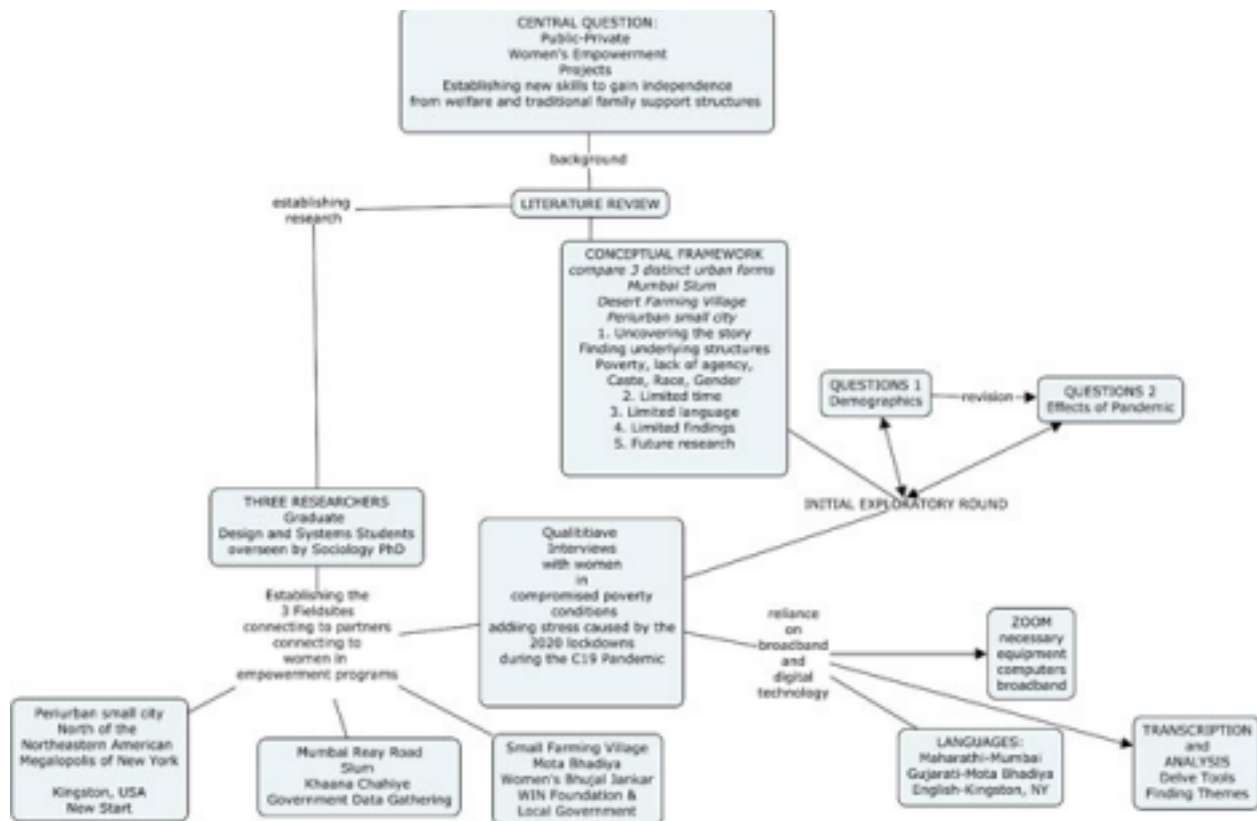 CENTRAL QUESTION:
Public-Private
Women's Empowerment
Projects
Establishing new skills to gain independence
from welfare and traditional family support structures
background
LITERATURE REVIEW
establishing
research
CONCEPTUAL FRAMEWORK
compare 3 distinct urban forms
Mumbai Slum
Desert Farming Village
Periurban small city
1. Uncovering the story
Finding underlying structures
Poverty, lack of agency,
Caste, Race, Gender
2. Limited time
3. Limited language
4. Limited findings
5. Future research
QUESTIONS 1
Demographics
revision
QUESTIONS 2
Effects of Pandemic
INITIAL EXPLORATORY ROUND
THREE RESEARCHERS
Graduate
Design and Systems Students
overseen by Sociology PhD
Qualititiave
Interviews
with women
in
compromised poverty
conditions
addiing stress caused by the
2020 lockdowns
during the C19 Pandemic
Establishing the
3 Fieldsites
connecting to partners
connecting to
women in
empowerment programs
reliance
on
broadband
and
digital
technology
ZOOM
necessary
equipment
computers
broadband
Periurban small city
North of the
Northeastern American
Megalopolis of New York
Kingston, USA
New Start
Mumbai Reay Road
Slum
Khaana Chahiye
Government Data Gathering
Small Farming Village
Mota Bhadiya
Women's Bhujal Jankar
WIN Foundation &
Local Government
LANGUAGES:
Maharathi-Mumbai
Gujarati-Mota Bhadiya
English-Kingston, NY
TRANSCRIPTION
and
ANALYSIS
Delve Tools
Finding Themes